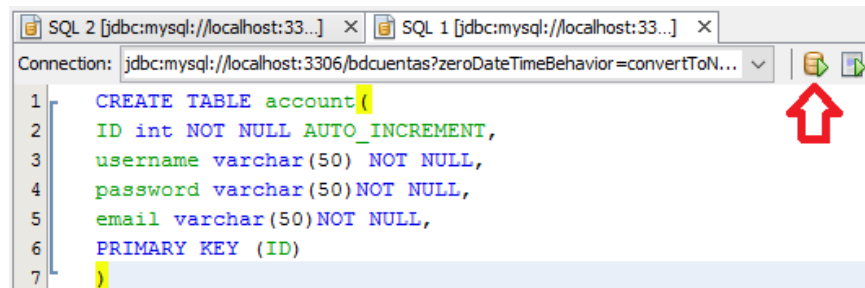 SQL 2 [jdbc:mysql://localhost:33...] SQL 1 [jdbc:mysql://localhost:33...]
Connection: jdbc:mysql://localhost:3306/bdcuentas?zeroDateTimeBehavior=convertToN...
1 CREATE TABLE account(
2 ID int NOT NULL AUTO_INCREMENT,
3 username varchar(50) NOT NULL,
4 password varchar(50)NOT NULL,
5 email varchar(50)NOT NULL,
6 PRIMARY KEY (ID)
7 )